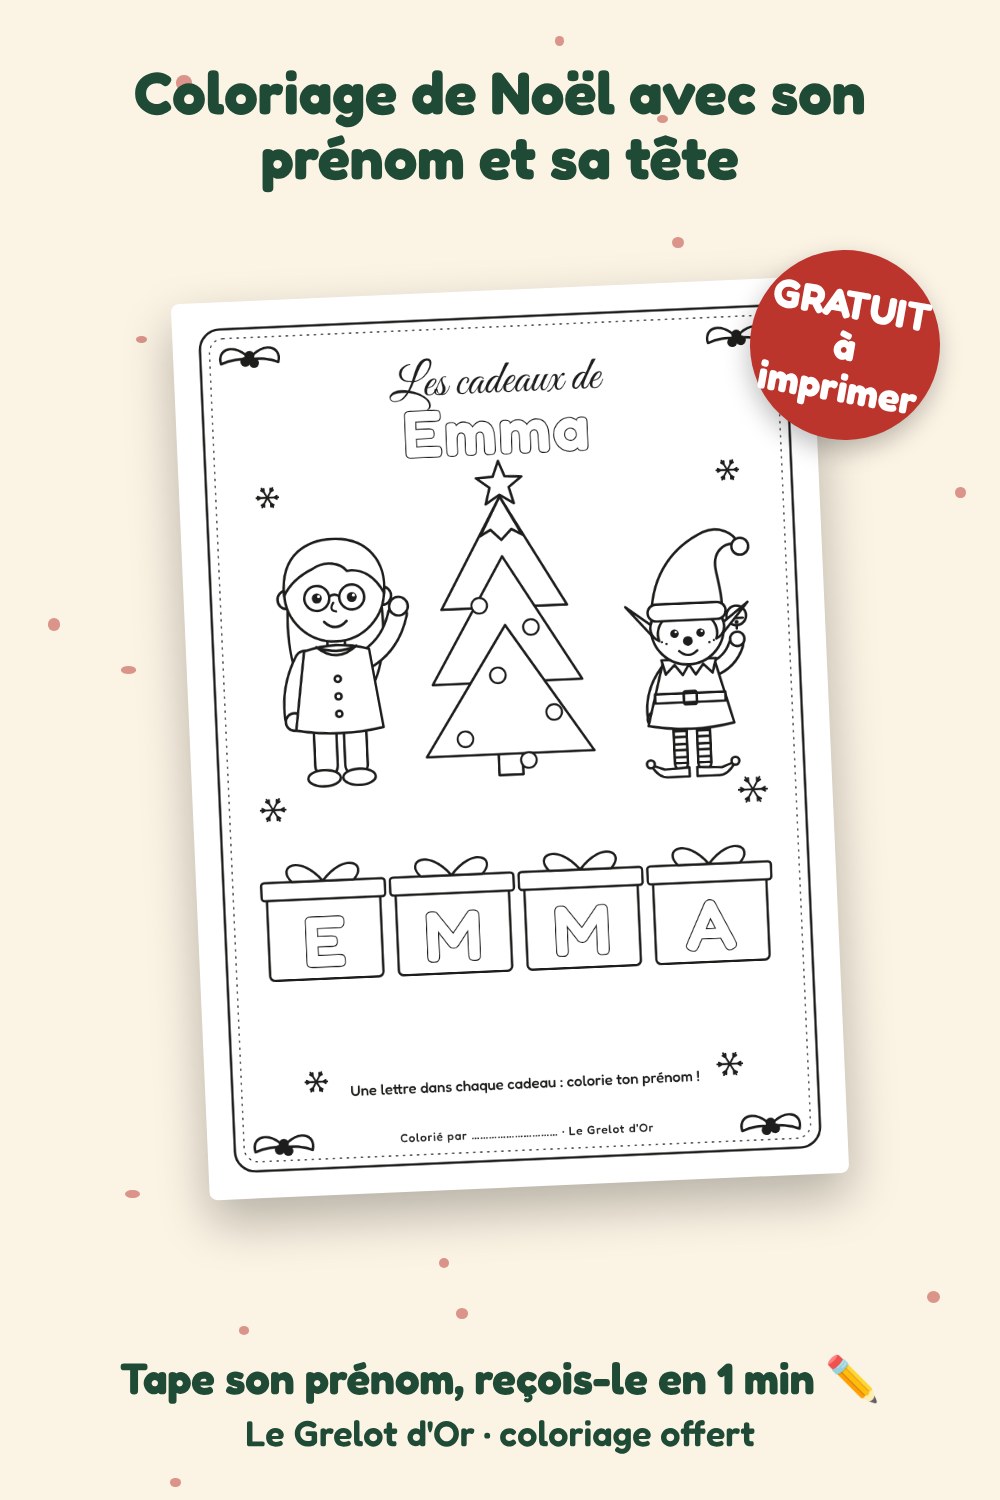 Coloriage de Noël avec son
prénom et sa tête
GRATUIT
à
imprimer
Les cadeaux de
Emma
E M M A
Une lettre dans chaque cadeau : colorie ton prénom !
Colorié par .............................. · Le Grelot d'Or
Tape son prénom, reçois-le en 1 min ✏️
Le Grelot d'Or · coloriage offert